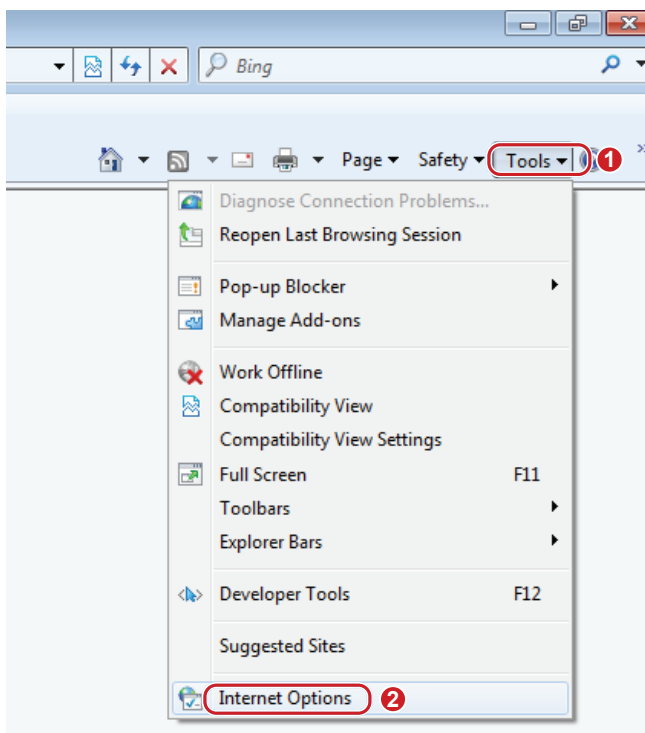 Bing
Page Safety Tools 1
Diagnose Connection Problems...
Reopen Last Browsing Session
Pop-up Blocker
Manage Add-ons
Work Offline
Compatibility View
Compatibility View Settings
Full Screen F11
Toolbars
Explorer Bars
Developer Tools F12
Suggested Sites
Internet Options 2